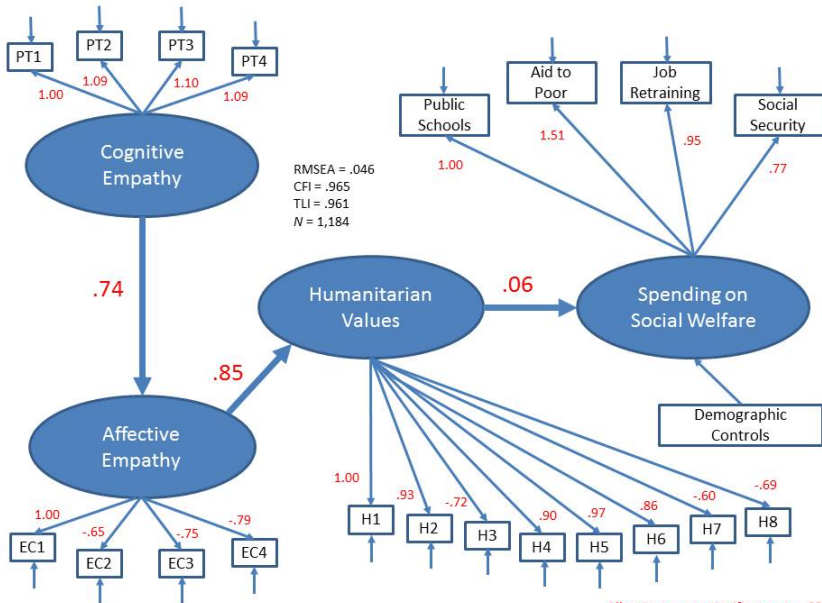 PT1
PT2
PT3
PT4
1.00
1.09
1.10
1.09
Cognitive
Empathy
.74
Affective
Empathy
1.00
-.65
-.75
-.79
EC1
EC2
EC3
EC4
.85
RMSEA = .046
CFI = .965
TLI = .961
N = 1,184
Humanitarian
Values
1.00
.93
-.72
.90
.97
.86
-.60
-.69
H1
H2
H3
H4
H5
H6
H7
H8
.06
Public
Schools
Aid to
Poor
Job
Retraining
Social
Security
1.00
1.51
.95
.77
Spending on
Social Welfare
Demographic
Controls